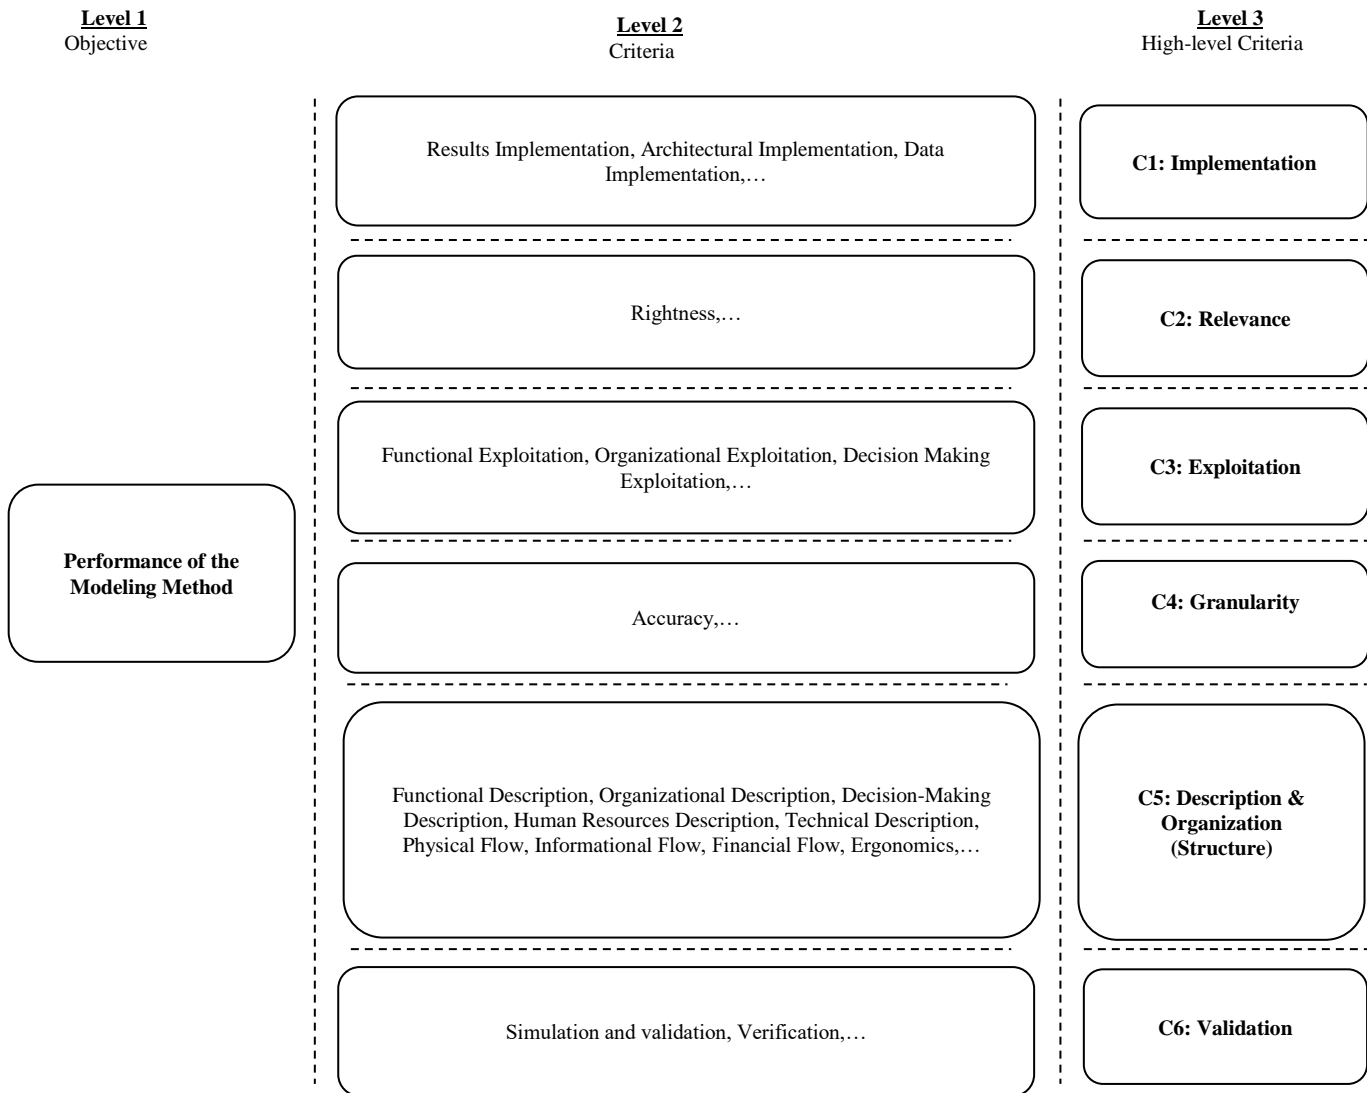 Level 1
Objective
Level 2
Criteria
Level 3
High-level Criteria
Results Implementation, Architectural Implementation, Data
Implementation,…
C1: Implementation
Rightness,…
C2: Relevance
Functional Exploitation, Organizational Exploitation, Decision Making
Exploitation,…
C3: Exploitation
Performance of the
Modeling Method
Accuracy,…
C4: Granularity
Functional Description, Organizational Description, Decision-Making
Description, Human Resources Description, Technical Description,
Physical Flow, Informational Flow, Financial Flow, Ergonomics,…
C5: Description &
Organization
(Structure)
Simulation and validation, Verification,…
C6: Validation